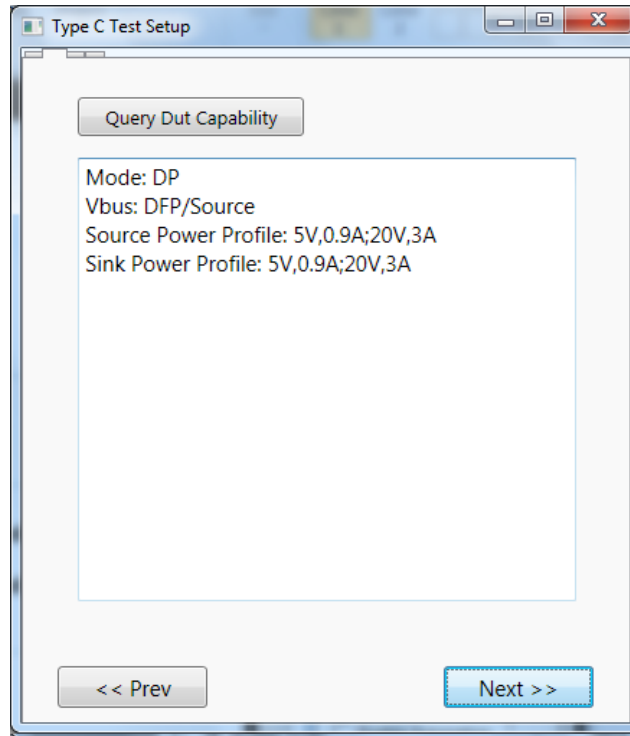 Type C Test Setup
Query Dut Capability
Mode: DP
Vbus: DFP/Source
Source Power Profile: 5V,0.9A;20V,3A
Sink Power Profile: 5V,0.9A;20V,3A
<< Prev
Next >>